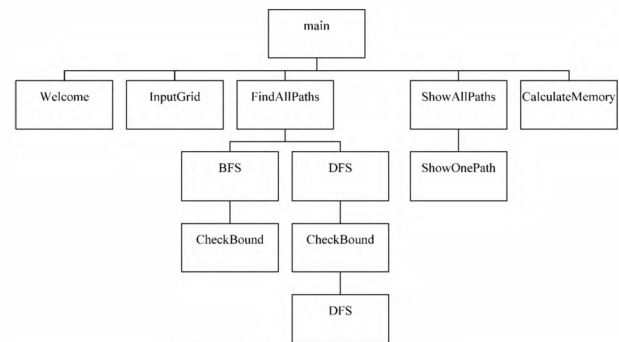 main
Welcome
InputGrid
FindAllPaths
ShowAllPaths
CalculateMemory
BFS
DFS
ShowOnePath
CheckBound
CheckBound
DFS